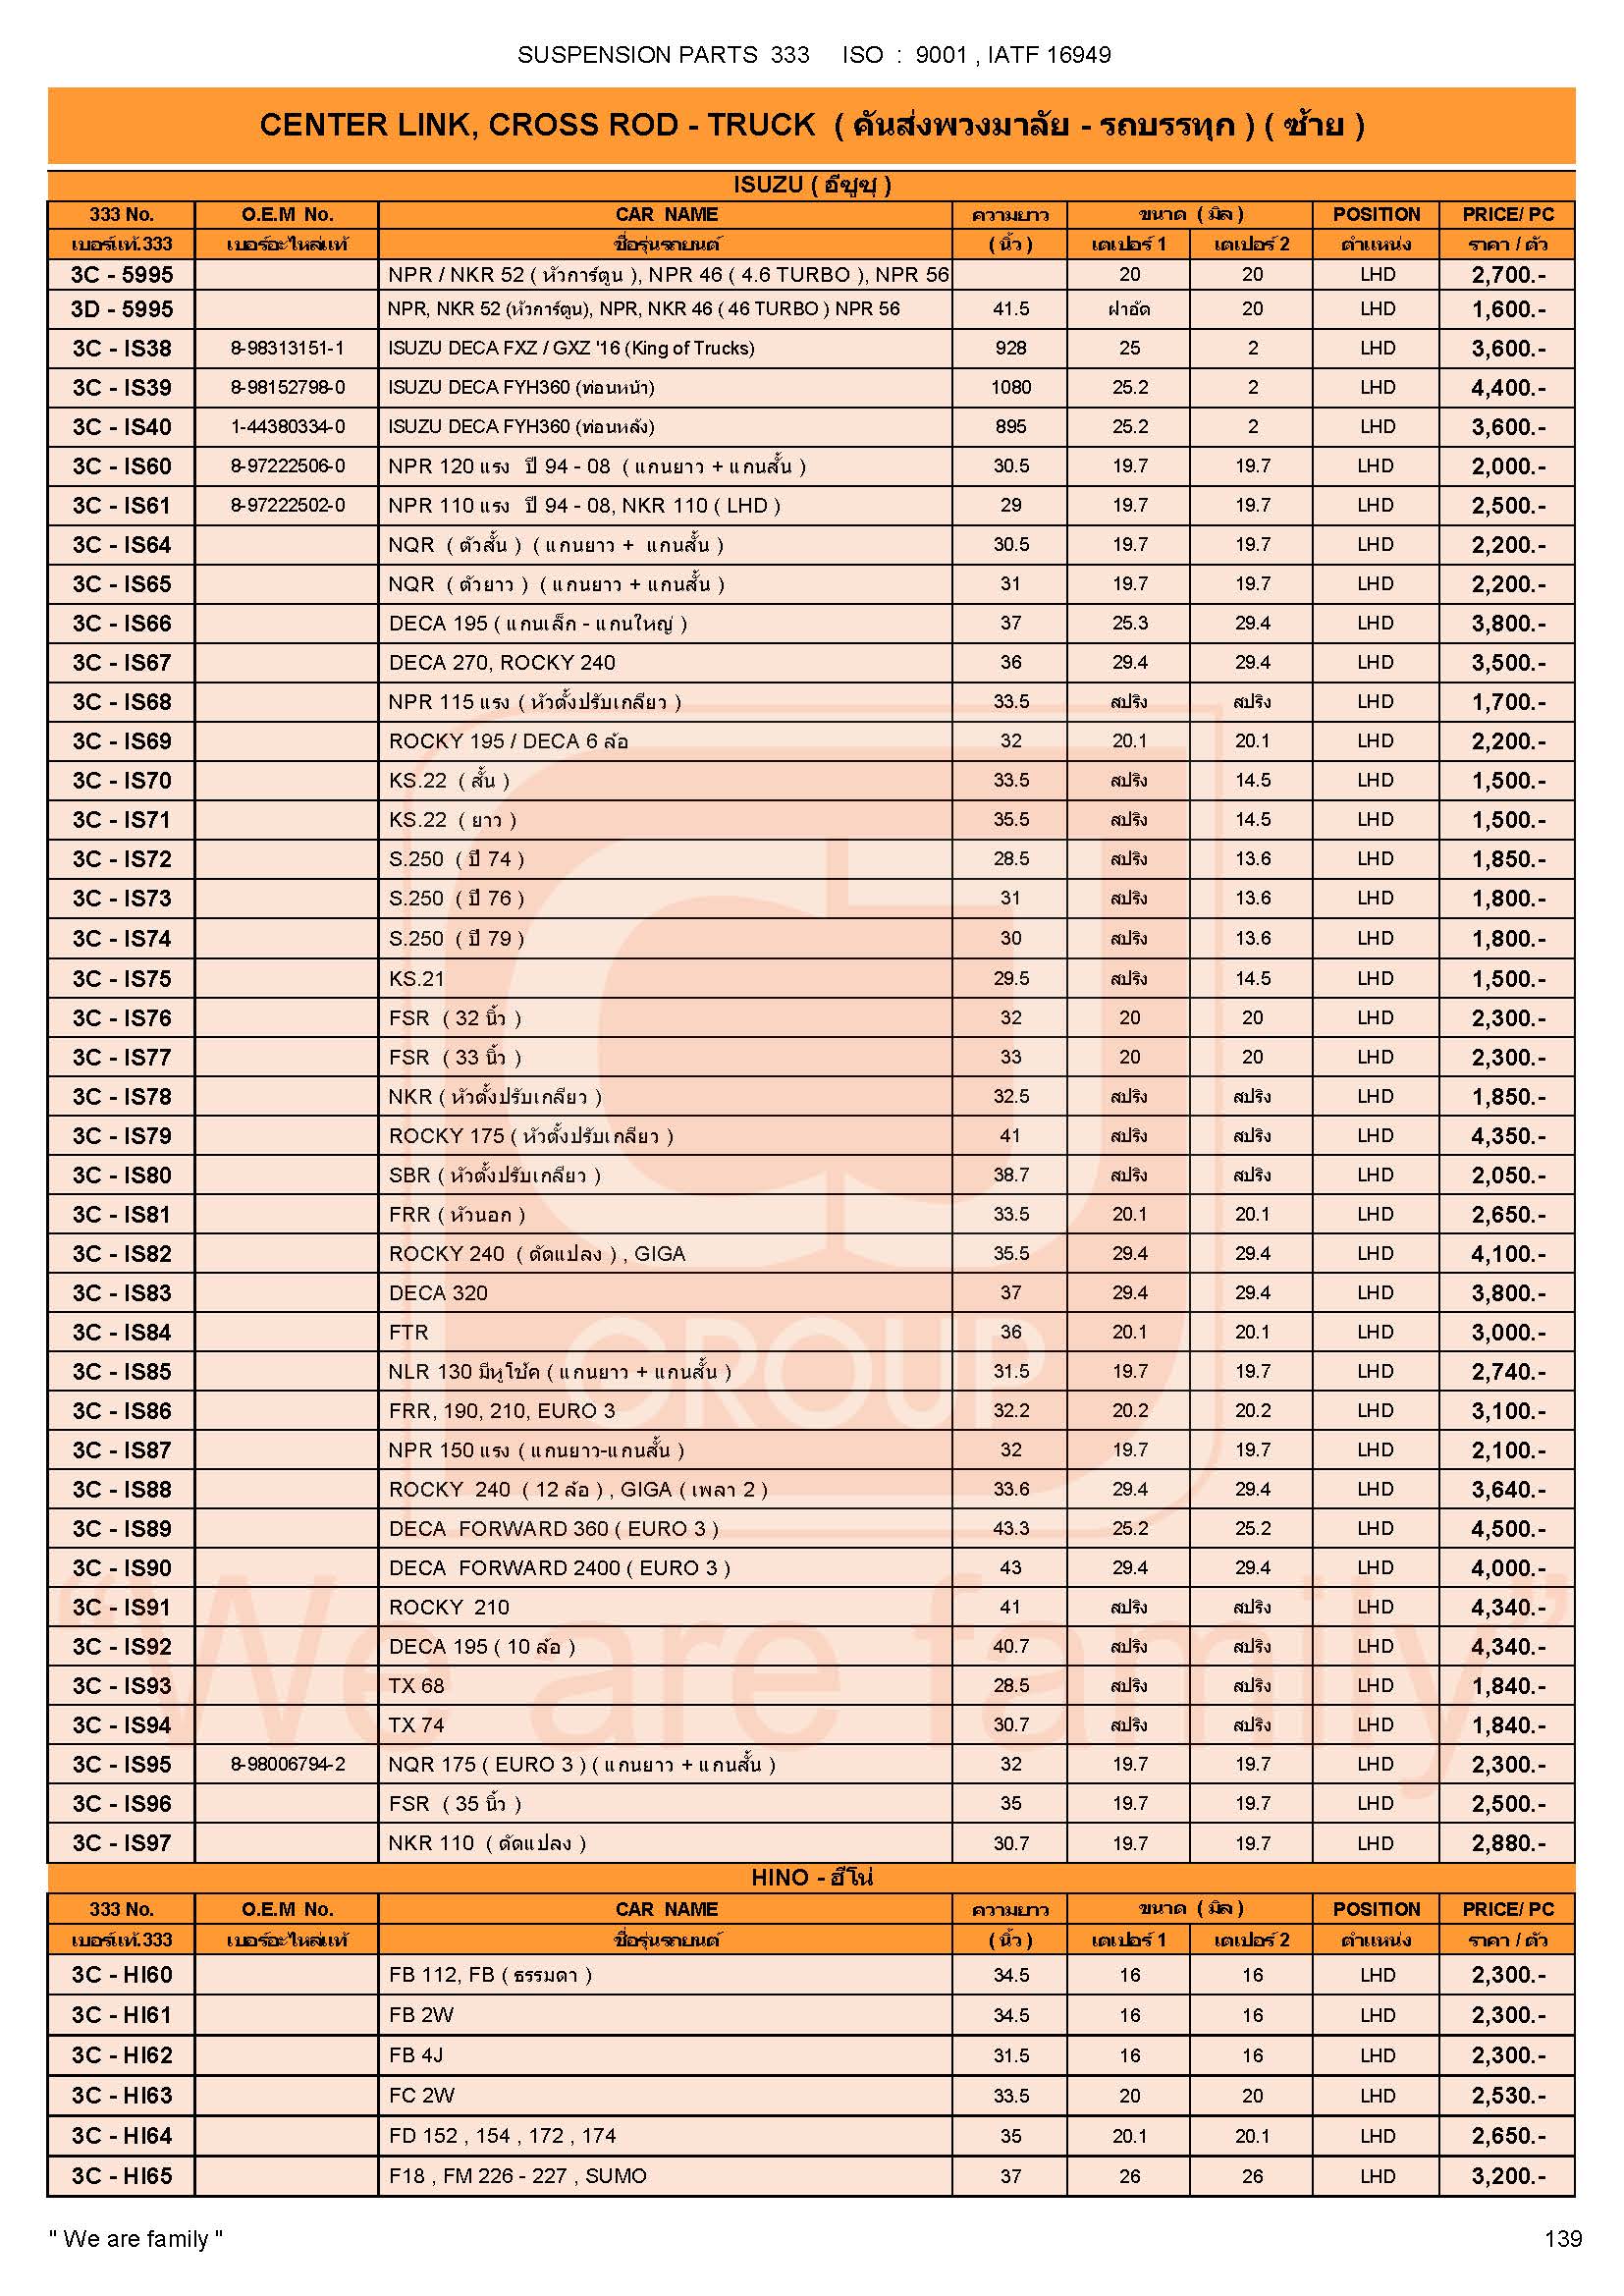 SUSPENSION PARTS 333 ISO : 9001 , IATF 16949
CENTER LINK, CROSS ROD - TRUCK ( คันส่งพวงมาลัย - รถบรรทุก ) ( ซ้าย )
ISUZU ( อีซูซุ )
333 No. O.E.M No. CAR NAME ความยาว ขนาด ( มิล ) POSITION PRICE/ PC
เบอร์แท้.333 เบอร์อะไหล่แท้ ชื่อรุ่นรถยนต์ ( นิ้ว ) เตเปอร์ 1 เตเปอร์ 2 ตำแหน่ง ราคา / ตัว
3C - 5995 NPR / NKR 52 ( หัวการ์ตูน ), NPR 46 ( 4.6 TURBO ), NPR 56 20 20 LHD 2,700.-
3D - 5995 NPR, NKR 52 (หัวการ์ตูน), NPR, NKR 46 ( 46 TURBO ) NPR 56 41.5 ฝาอัด 20 LHD 1,600.-
3C - IS38 8-98313151-1 ISUZU DECA FXZ / GXZ '16 (King of Trucks) 928 25 2 LHD 3,600.-
3C - IS39 8-98152798-0 ISUZU DECA FYH360 (ท่อนหน้า) 1080 25.2 2 LHD 4,400.-
3C - IS40 1-44380334-0 ISUZU DECA FYH360 (ท่อนหลัง) 895 25.2 2 LHD 3,600.-
3C - IS60 8-97222506-0 NPR 120 แรง ปี 94 - 08 ( แกนยาว + แกนสั้น ) 30.5 19.7 19.7 LHD 2,000.-
3C - IS61 8-97222502-0 NPR 110 แรง ปี 94 - 08, NKR 110 ( LHD ) 29 19.7 19.7 LHD 2,500.-
3C - IS64 NQR ( ตัวสั้น ) ( แกนยาว + แกนสั้น ) 30.5 19.7 19.7 LHD 2,200.-
3C - IS65 NQR ( ตัวยาว ) ( แกนยาว + แกนสั้น ) 31 19.7 19.7 LHD 2,200.-
3C - IS66 DECA 195 ( แกนเล็ก - แกนใหญ่ ) 37 25.3 29.4 LHD 3,800.-
3C - IS67 DECA 270, ROCKY 240 36 29.4 29.4 LHD 3,500.-
3C - IS68 NPR 115 แรง ( หัวตั้งปรับเกลียว ) 33.5 สปริง สปริง LHD 1,700.-
3C - IS69 ROCKY 195 / DECA 6 ล้อ 32 20.1 20.1 LHD 2,200.-
3C - IS70 KS.22 ( สั้น ) 33.5 สปริง 14.5 LHD 1,500.-
3C - IS71 KS.22 ( ยาว ) 35.5 สปริง 14.5 LHD 1,500.-
3C - IS72 S.250 ( ปี 74 ) 28.5 สปริง 13.6 LHD 1,850.-
3C - IS73 S.250 ( ปี 76 ) 31 สปริง 13.6 LHD 1,800.-
3C - IS74 S.250 ( ปี 79 ) 30 สปริง 13.6 LHD 1,800.-
3C - IS75 KS.21 29.5 สปริง 14.5 LHD 1,500.-
3C - IS76 FSR ( 32 นิ้ว ) 32 20 20 LHD 2,300.-
3C - IS77 FSR ( 33 นิ้ว ) 33 20 20 LHD 2,300.-
3C - IS78 NKR ( หัวตั้งปรับเกลียว ) 32.5 สปริง สปริง LHD 1,850.-
3C - IS79 ROCKY 175 ( หัวตั้งปรับเกลียว ) 41 สปริง สปริง LHD 4,350.-
3C - IS80 SBR ( หัวตั้งปรับเกลียว ) 38.7 สปริง สปริง LHD 2,050.-
3C - IS81 FRR ( หัวนอก ) 33.5 20.1 20.1 LHD 2,650.-
3C - IS82 ROCKY 240 ( ดัดแปลง ) , GIGA 35.5 29.4 29.4 LHD 4,100.-
3C - IS83 DECA 320 37 29.4 29.4 LHD 3,800.-
3C - IS84 FTR 36 20.1 20.1 LHD 3,000.-
3C - IS85 NLR 130 มีหูโช้ค ( แกนยาว + แกนสั้น ) 31.5 19.7 19.7 LHD 2,740.-
3C - IS86 FRR, 190, 210, EURO 3 32.2 20.2 20.2 LHD 3,100.-
3C - IS87 NPR 150 แรง ( แกนยาว-แกนสั้น ) 32 19.7 19.7 LHD 2,100.-
3C - IS88 ROCKY 240 ( 12 ล้อ ) , GIGA ( เพลา 2 ) 33.6 29.4 29.4 LHD 3,640.-
3C - IS89 DECA FORWARD 360 ( EURO 3 ) 43.3 25.2 25.2 LHD 4,500.-
3C - IS90 DECA FORWARD 2400 ( EURO 3 ) 43 29.4 29.4 LHD 4,000.-
3C - IS91 ROCKY 210 41 สปริง สปริง LHD 4,340.-
3C - IS92 DECA 195 ( 10 ล้อ ) 40.7 สปริง สปริง LHD 4,340.-
3C - IS93 TX 68 28.5 สปริง สปริง LHD 1,840.-
3C - IS94 TX 74 30.7 สปริง สปริง LHD 1,840.-
3C - IS95 8-98006794-2 NQR 175 ( EURO 3 ) ( แกนยาว + แกนสั้น ) 32 19.7 19.7 LHD 2,300.-
3C - IS96 FSR ( 35 นิ้ว ) 35 19.7 19.7 LHD 2,500.-
3C - IS97 NKR 110 ( ดัดแปลง ) 30.7 19.7 19.7 LHD 2,880.-
HINO - ฮีโน่
333 No. O.E.M No. CAR NAME ความยาว ขนาด ( มิล ) POSITION PRICE/ PC
เบอร์แท้.333 เบอร์อะไหล่แท้ ชื่อรุ่นรถยนต์ ( นิ้ว ) เตเปอร์ 1 เตเปอร์ 2 ตำแหน่ง ราคา / ตัว
3C - HI60 FB 112, FB ( ธรรมดา ) 34.5 16 16 LHD 2,300.-
3C - HI61 FB 2W 34.5 16 16 LHD 2,300.-
3C - HI62 FB 4J 31.5 16 16 LHD 2,300.-
3C - HI63 FC 2W 33.5 20 20 LHD 2,530.-
3C - HI64 FD 152 , 154 , 172 , 174 35 20.1 20.1 LHD 2,650.-
3C - HI65 F18 , FM 226 - 227 , SUMO 37 26 26 LHD 3,200.-
CJ
GROUP
“We are family”
" We are family " 139